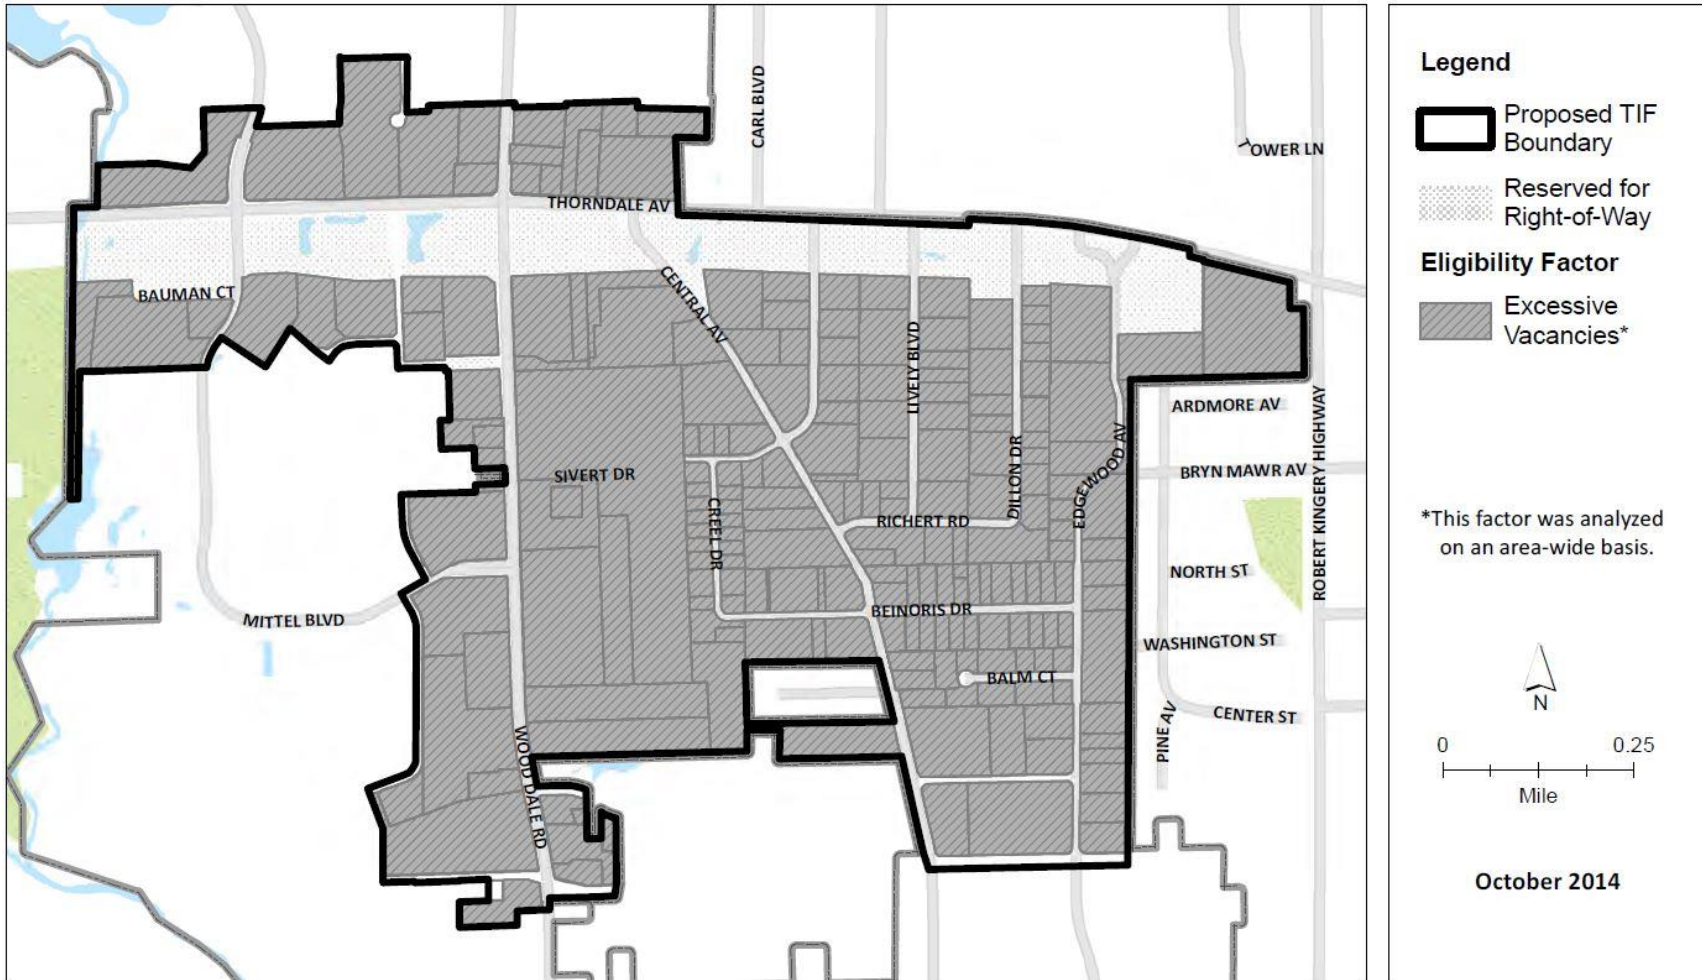 CARL BLVD
TOWER LN
THORNDALE AV
BAUMAN CT
CENTRAL AV
LIVELY BLVD
ARDMORE AV
ROBERT KINGERY HIGHWAY
DILLON DR
EDGEWOOD AV
BRYN MAWR AV
SIVERT DR
CREEL DR
RICHERT RD
NORTH ST
MITTEL BLVD
BEINORIS DR
WASHINGTON ST
BALM CT
PINE AV
CENTER ST
WOOD DALE RD
Legend
Proposed TIF
Boundary
Reserved for
Right-of-Way
Eligibility Factor
Excessive
Vacancies*
*This factor was analyzed
on an area-wide basis.
N
0 0.25
Mile
October 2014